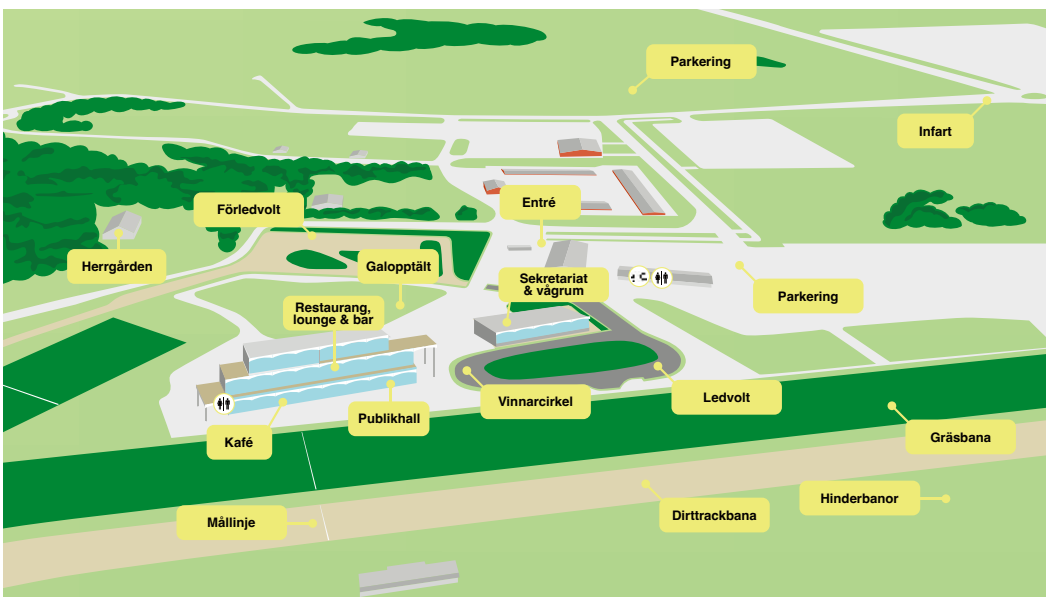 Parkering
Infart
Entré
Förledvolt
Herrgården
Galopptält
Sekretariat
& vågrum
Parkering
Restaurang,
lounge & bar
Vinnarcirkel
Ledvolt
Publikhall
Kafé
Gräsbana
Hinderbanor
Dirttrackbana
Mållinje